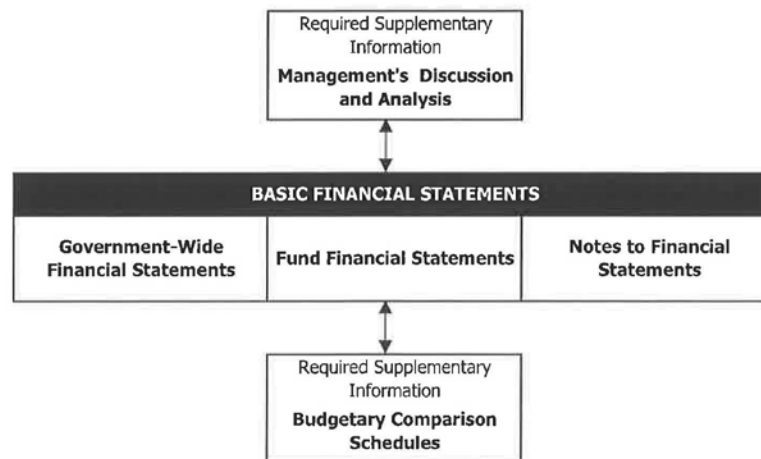 Required Supplementary
Information
Management's Discussion
and Analysis
BASIC FINANCIAL STATEMENTS
Government-Wide
Financial Statements
Fund Financial Statements
Notes to Financial
Statements
Required Supplementary
Information
Budgetary Comparison
Schedules